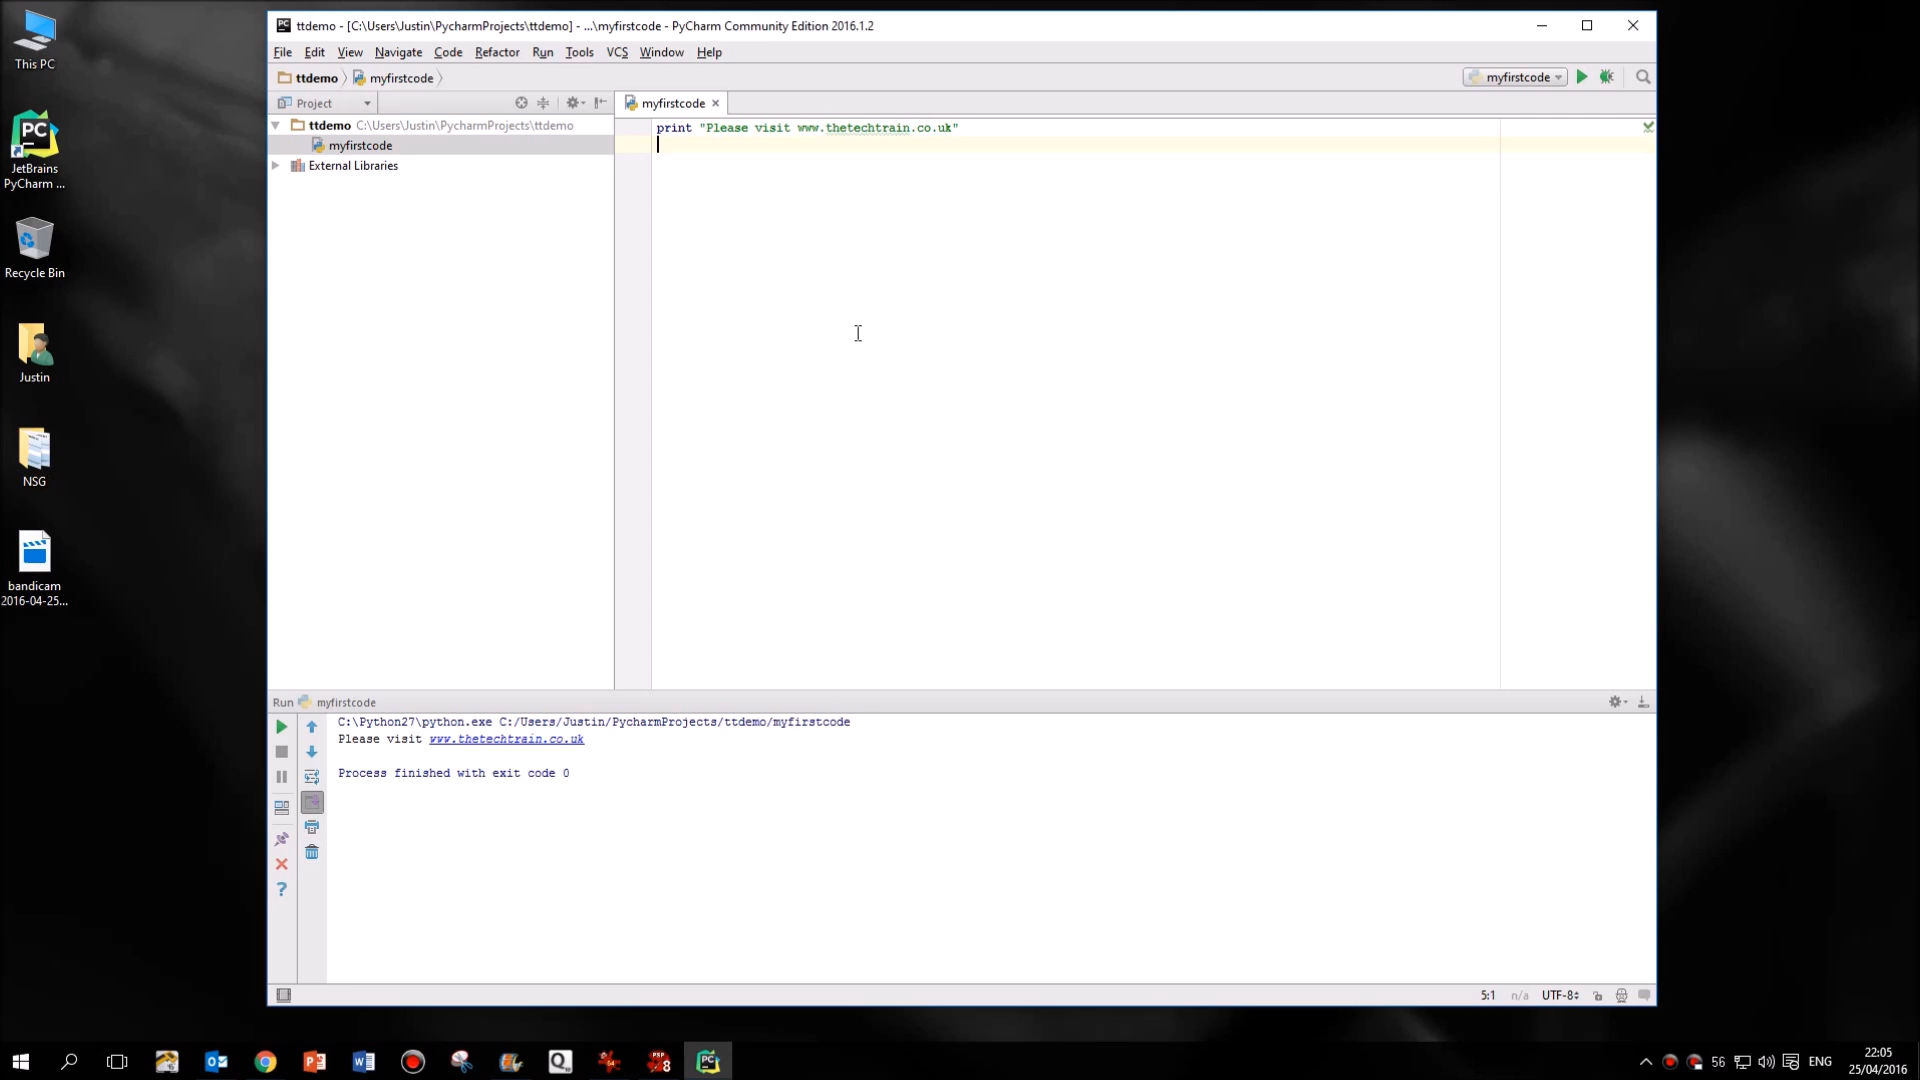 This PC
JetBrains
PyCharm ...
Recycle Bin
Justin
NSG
bandicam
2016-04-25...
ttdemo - [C:\Users\Justin\PycharmProjects\ttdemo] - ...\myfirstcode - PyCharm Community Edition 2016.1.2
File Edit View Navigate Code Refactor Run Tools VCS Window Help
ttdemo myfirstcode
myfirstcode
Project
myfirstcode
ttdemo C:\Users\Justin\PycharmProjects\ttdemo
myfirstcode
External Libraries
print "Please visit www.thetechtrain.co.uk"
Run myfirstcode
C:\Python27\python.exe C:/Users/Justin/PycharmProjects/ttdemo/myfirstcode
Please visit www.thetechtrain.co.uk
Process finished with exit code 0
5:1 n/a UTF-8
56 ENG
22:05
25/04/2016